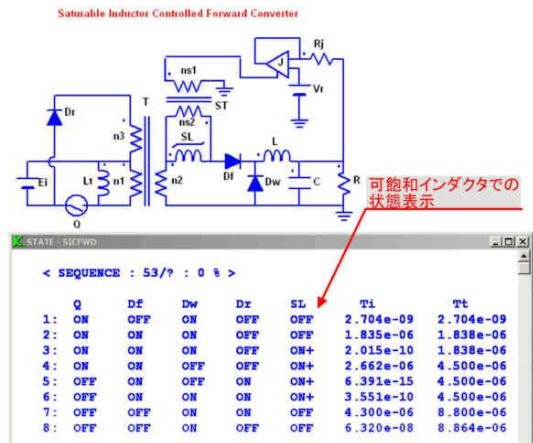 Saturable Inductor Controlled Forward Converter
Rj
J
ns1
Vr
T
ST
Dr
ns2
n3
SL
L
Ei
Lt
n1
n2
Df
Dw
C
R
Q
可飽和インダクタでの
状態表示
STATE - SICFWD
< SEQUENCE : 53/? : 0 % >
Q Df Dw Dr SL Ti Tt
1: ON OFF ON OFF OFF 2.704e-09 2.704e-09
2: ON ON ON OFF OFF 1.835e-06 1.838e-06
3: ON ON ON OFF ON+ 2.015e-10 1.838e-06
4: ON ON OFF OFF ON+ 2.662e-06 4.500e-06
5: OFF ON OFF ON ON+ 6.391e-15 4.500e-06
6: OFF ON ON ON ON+ 3.551e-10 4.500e-06
7: OFF OFF ON ON OFF 4.300e-06 8.800e-06
8: OFF OFF ON OFF OFF 6.320e-08 8.864e-06